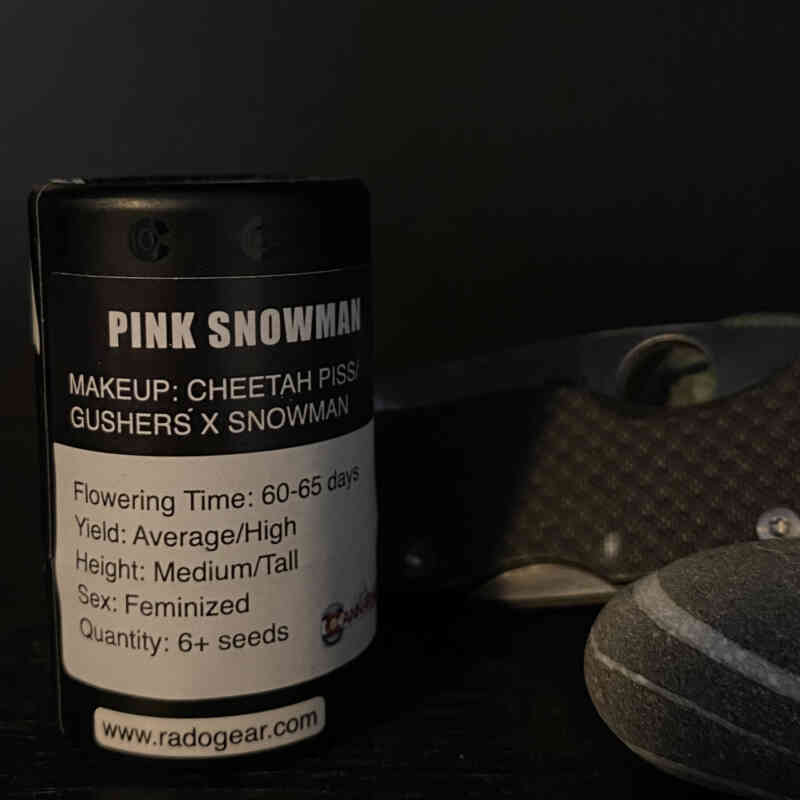 PINK SNOWMAN
MAKEUP: CHEETAH PISS/
GUSHERS X SNOWMAN
Flowering Time: 60-65 days
Yield: Average/High
Height: Medium/Tall
Sex: Feminized
Quantity: 6+ seeds
www.radogear.com